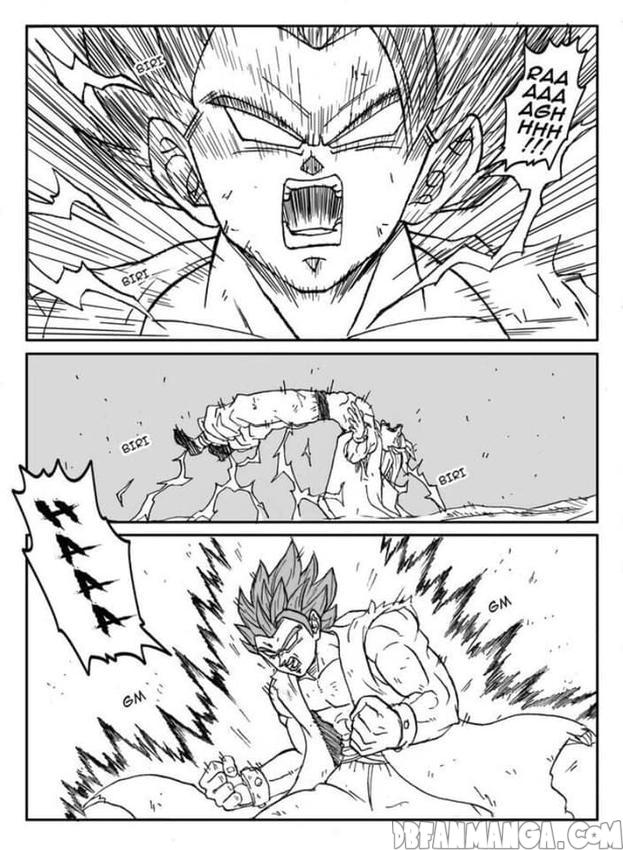 BIRI
RAA
AAA
AGH
HHH
!!!
BIRI
BIRI
BIRI
HAAA
GM
GM
DBFANMANGA.COM